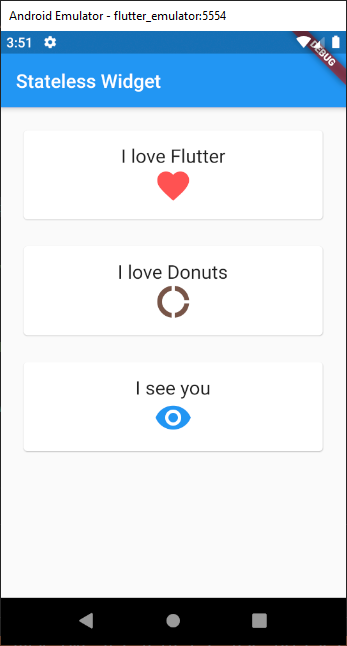 Android Emulator - flutter_emulator:5554
3:51
DEBUG
Stateless Widget
I love Flutter
I love Donuts
I see you